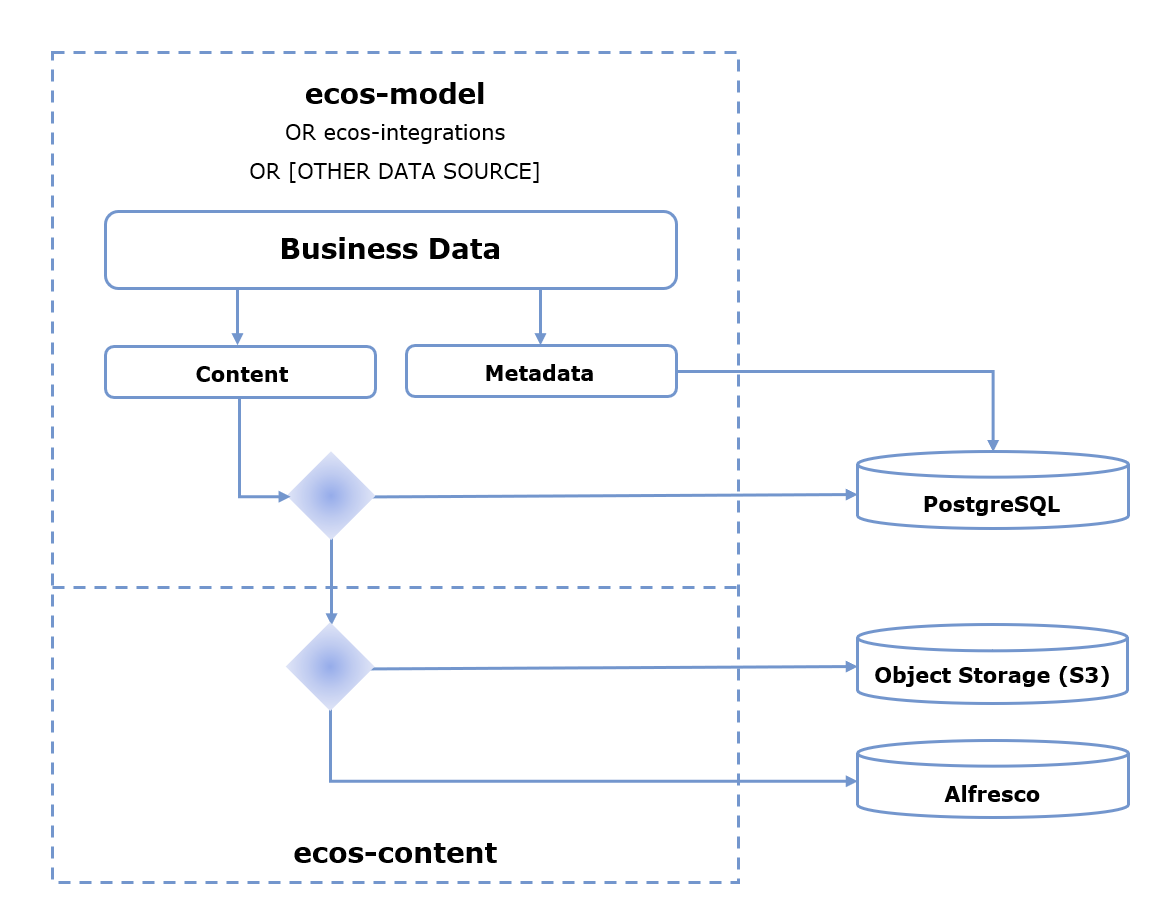 ecos-model
OR ecos-integrations
OR [OTHER DATA SOURCE]
Business Data
Content
Metadata
PostgreSQL
Object Storage (S3)
Alfresco
ecos-content